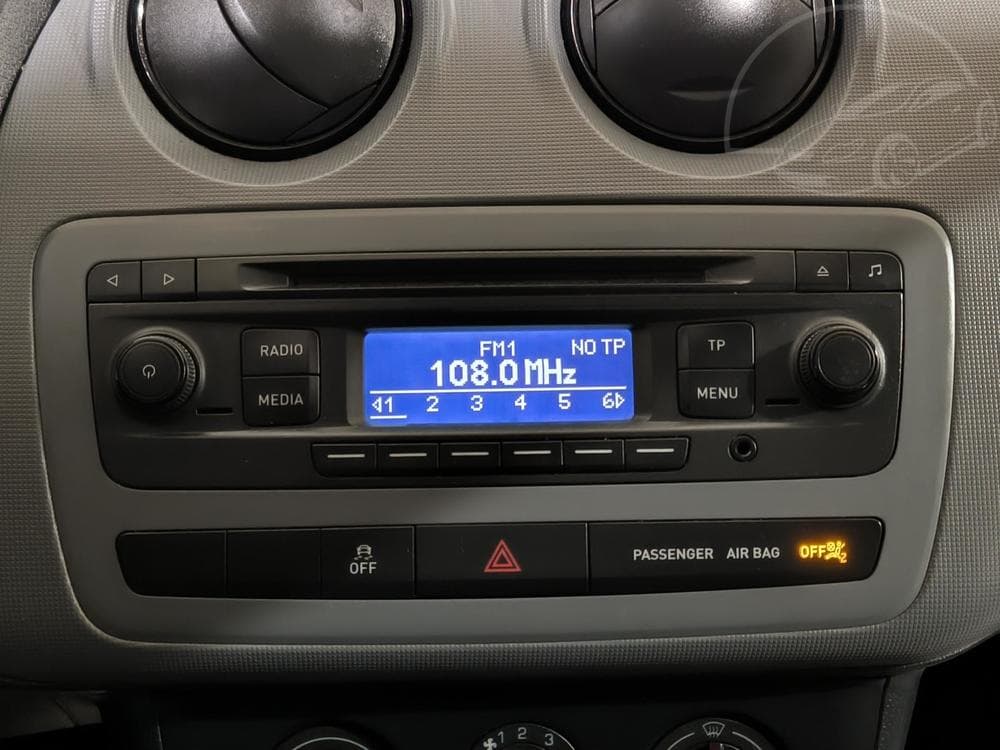 RADIO
MEDIA
FM1 NO TP
108.0 MHz
1 2 3 4 5 6
TP
MENU
OFF
PASSENGER AIR BAG OFF 2
1 2 3